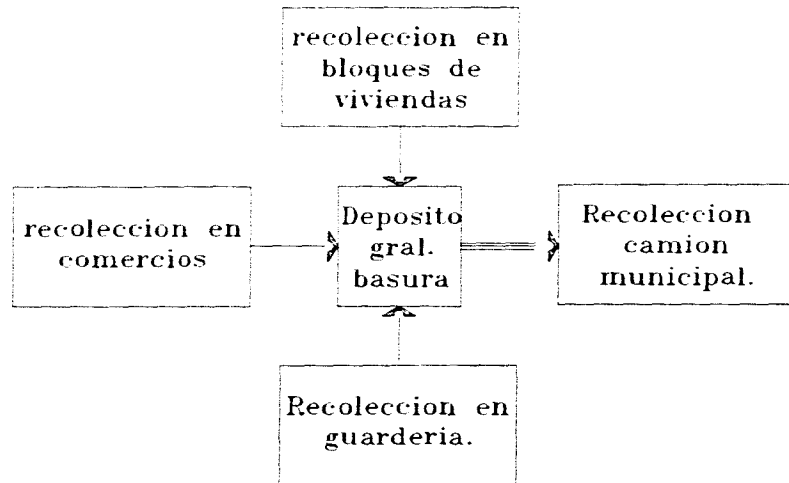 recoleccion en
bloques de
viviendas
recoleccion en
comercios
Deposito
gral.
basura
Recoleccion
camion
municipal.
Recoleccion en
guarderia.